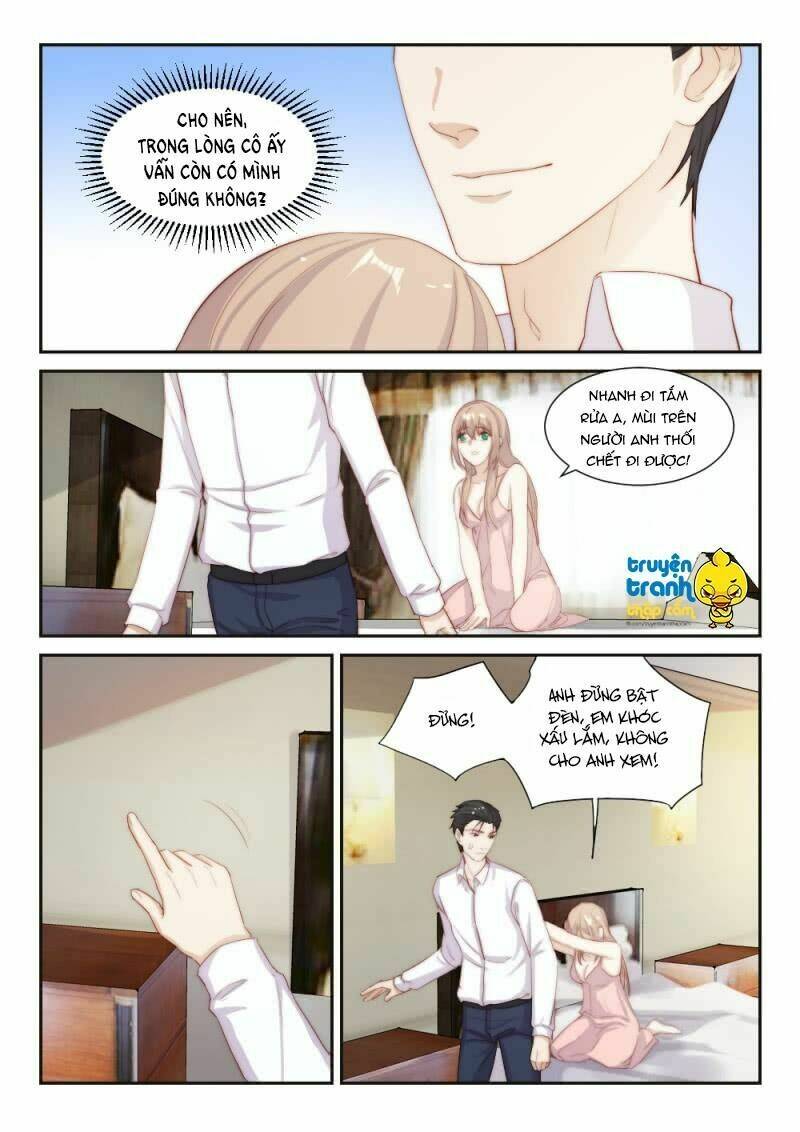 CHO NÊN,
TRONG LÒNG CÔ ẤY
VẪN CÒN CÓ MÌNH
ĐÚNG KHÔNG?
NHANH ĐI TẮM
RỬA A, MÙI TRÊN
NGƯỜI ANH THỐI
CHẾT ĐI ĐƯỢC!
truyện
tranh
thập cẩm
ĐỪNG!
ANH ĐỪNG BẬT
ĐÈN, EM KHÓC
XẤU LẮM, KHÔNG
CHO ANH XEM!